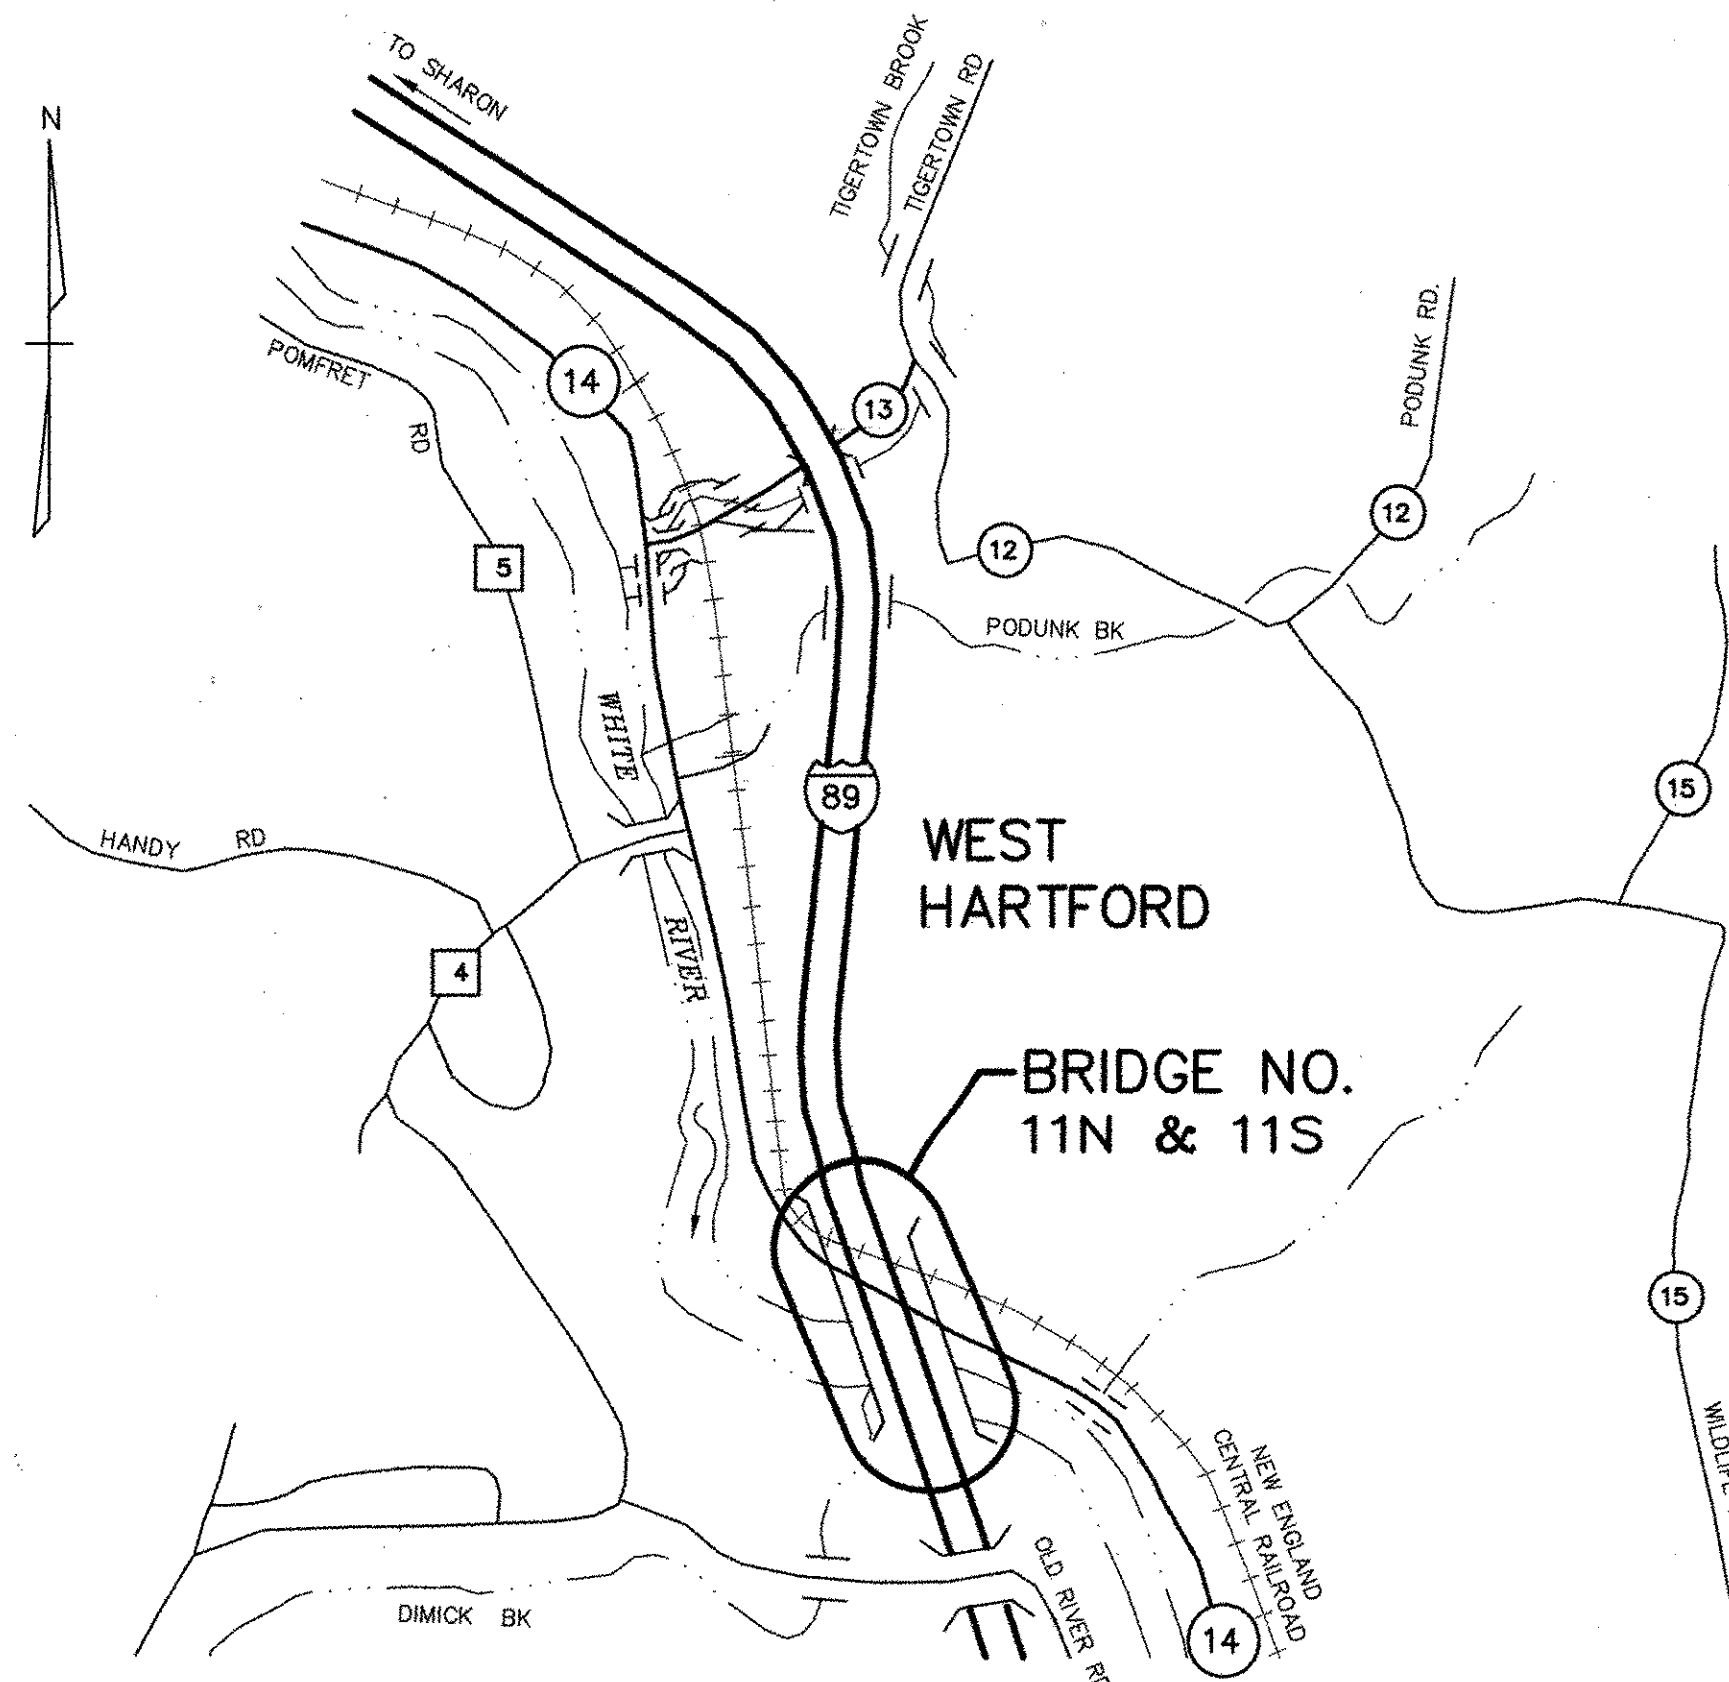 TO SHARON
TIGERTOWN BROOK
TIGERTOWN RD
N
PODUNK RD.
POMFRET
RD
14
13
12
12
5
PODUNK BK
WHITE
RIVER
89
15
HANDY RD
WEST
HARTFORD
4
BRIDGE NO.
11N & 11S
15
NEW ENGLAND
CENTRAL RAILROAD
OLD RIVER
DIMICK BK
14